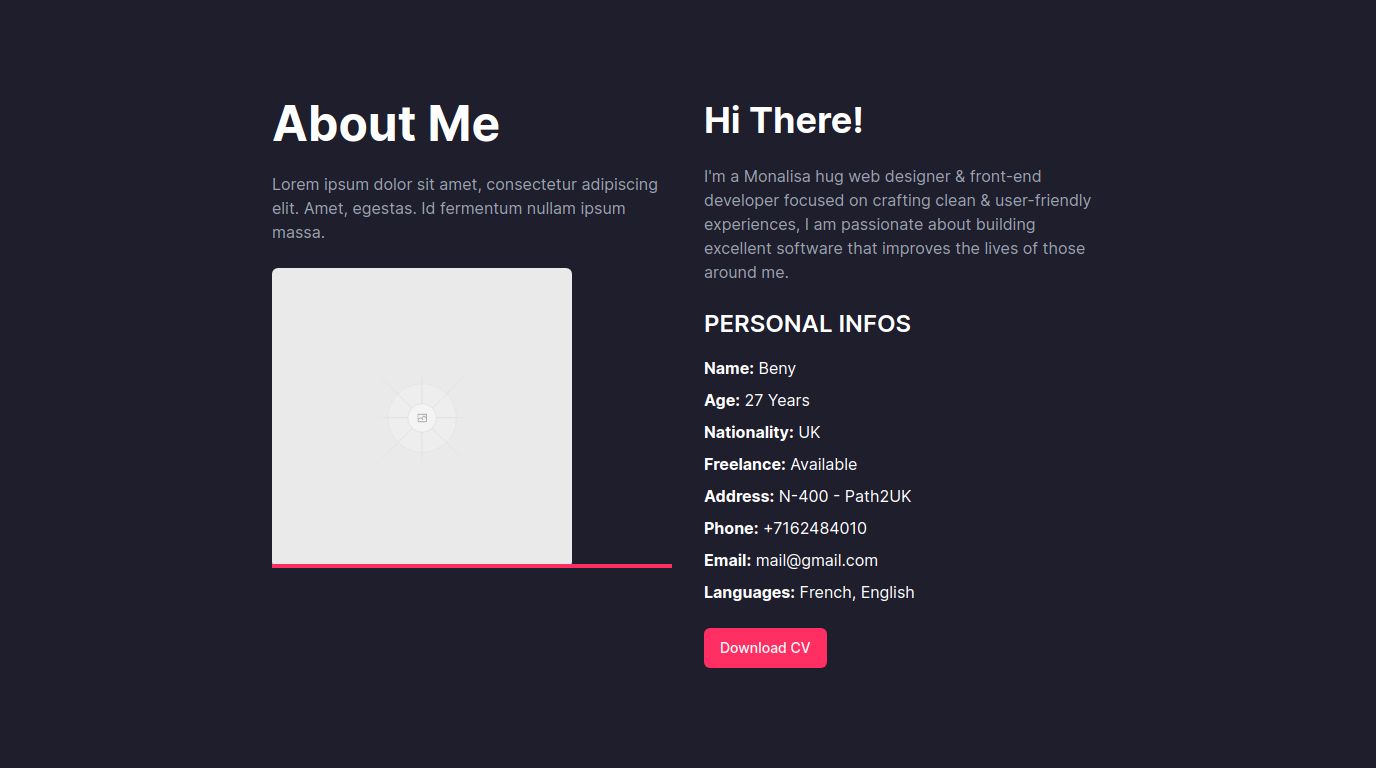 About Me
Lorem ipsum dolor sit amet, consectetur adipiscing
elit. Amet, egestas. Id fermentum nullam ipsum
massa.
Hi There!
I'm a Monalisa hug web designer & front-end
developer focused on crafting clean & user-friendly
experiences, I am passionate about building
excellent software that improves the lives of those
around me.
PERSONAL INFOS
Name: Beny
Age: 27 Years
Nationality: UK
Freelance: Available
Address: N-400 - Path2UK
Phone: +7162484010
Email: mail@gmail.com
Languages: French, English
Download CV